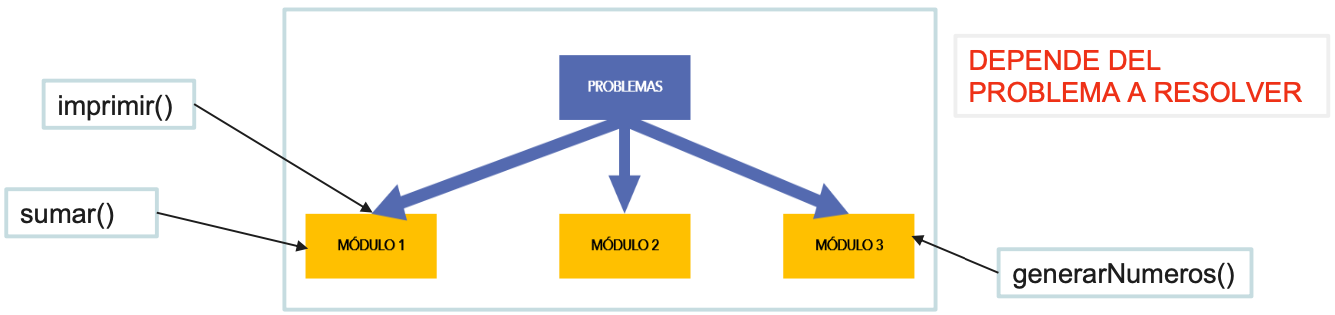 PROBLEMAS
DEPENDE DEL
PROBLEMA A RESOLVER
imprimir()
sumar()
MÓDULO 1
MÓDULO 2
MÓDULO 3
generarNumeros()